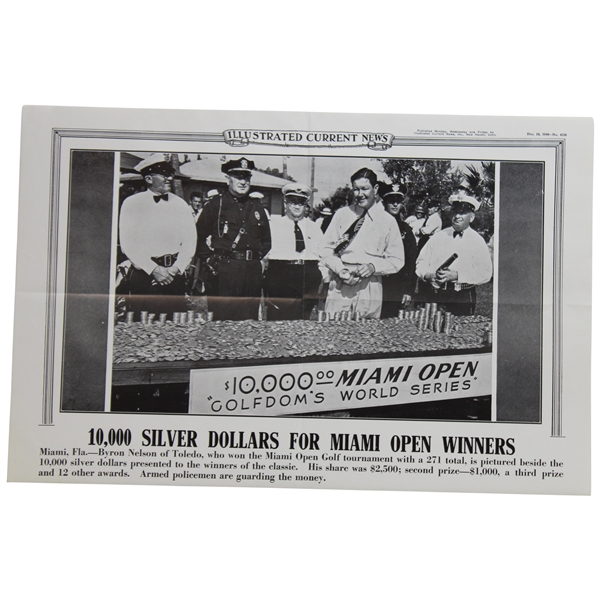 ILLUSTRATED CURRENT NEWS
$10,000.00 MIAMI OPEN
"GOLFDOM'S WORLD SERIES"
10,000 SILVER DOLLARS FOR MIAMI OPEN WINNERS
Miami, Fla.—Byron Nelson of Toledo, who won the Miami Open Golf tournament with a 271 total, is pictured beside the
10,000 silver dollars presented to the winners of the classic. His share was $2,500; second prize—$1,000, a third prize
and 12 other awards. Armed policemen are guarding the money.